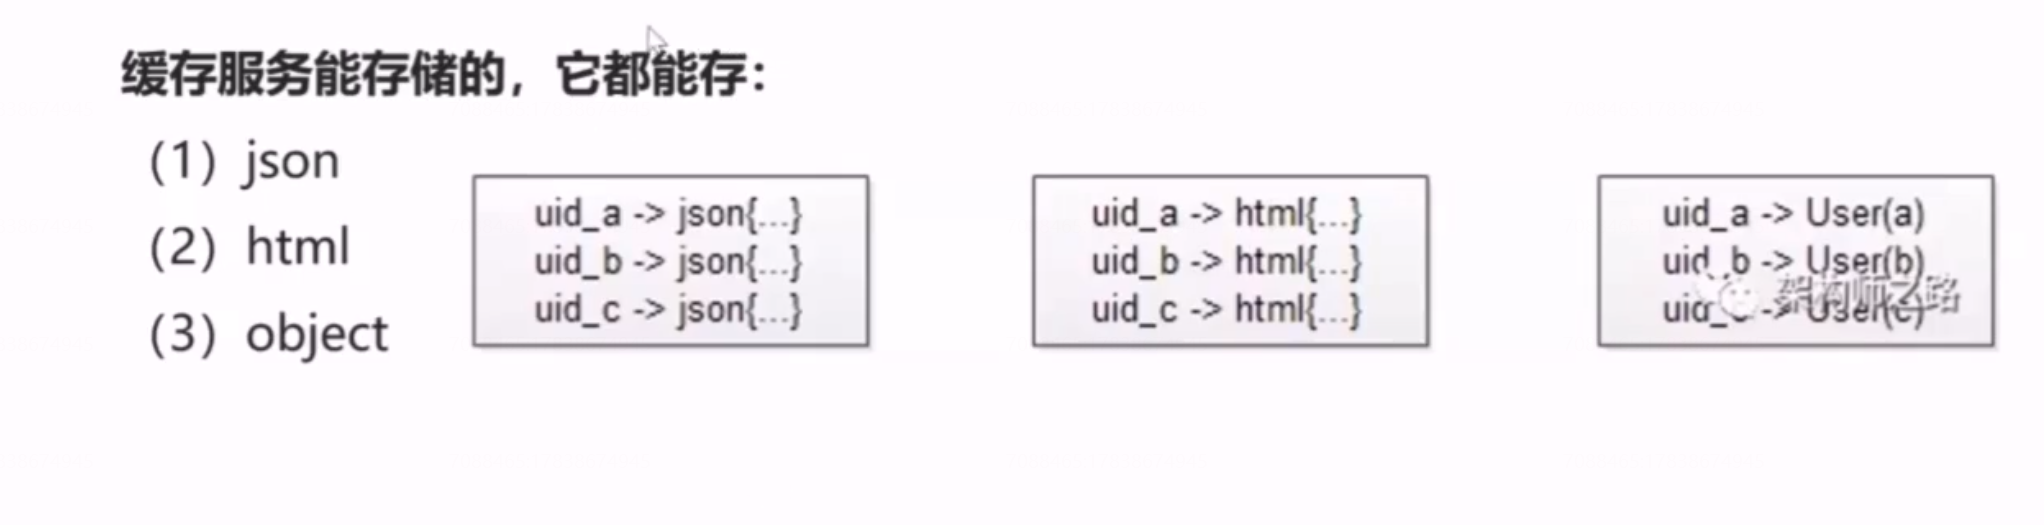 缓存服务能存储的，它都能存：
（1）json
（2）html
（3）object
uid_a -> json{...}
uid_b -> json{...}
uid_c -> json{...}
uid_a -> html{...}
uid_b -> html{...}
uid_c -> html{...}
uid_a -> User(a)
uid_b -> User(b)
uid_c -> User(c)
架构师之路